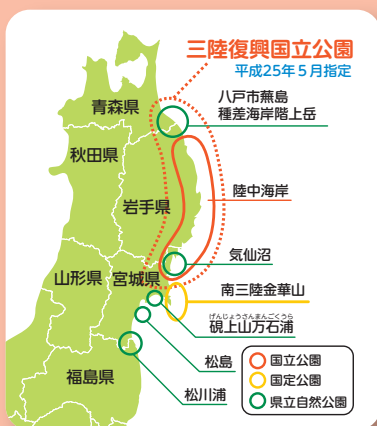 三陸復興国立公園
平成25年5月指定
青森県
八戸市蕪島
種差海岸階上岳
秋田県
岩手県
陸中海岸
気仙沼
山形県
宮城県
南三陸金華山
げんじょうさんまんごくうら
硯上山万石浦
松島
福島県
松川浦
国立公園
国定公園
県立自然公園